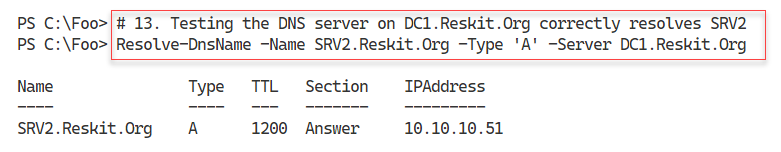 PS C:\Foo> # 13. Testing the DNS server on DC1.Reskit.Org correctly resolves SRV2
PS C:\Foo> Resolve-DnsName -Name SRV2.Reskit.Org -Type 'A' -Server DC1.Reskit.Org
Name Type TTL Section IPAddress
---- ---- --- ------- ---------
SRV2.Reskit.Org A 1200 Answer 10.10.10.51